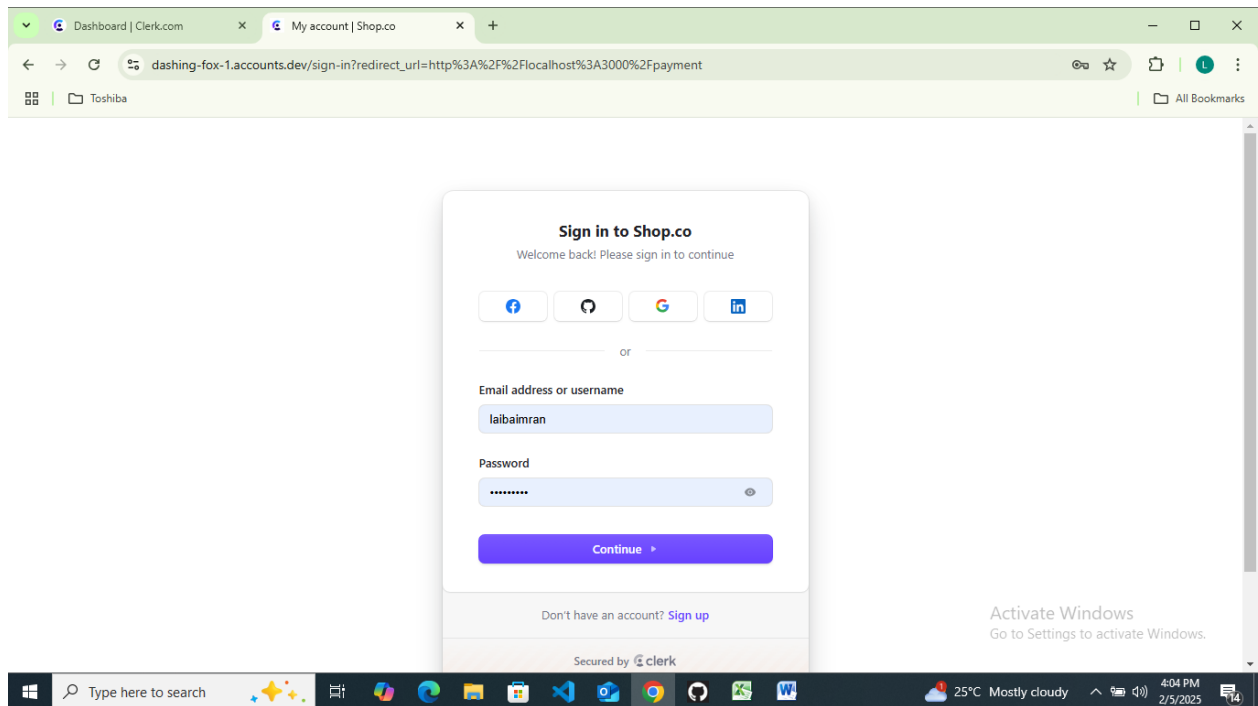 Dashboard | Clerk.com
My account | Shop.co
dashing-fox-1.accounts.dev/sign-in?redirect_url=http%3A%2F%2Flocalhost%3A3000%2Fpayment
L
Toshiba
All Bookmarks
Sign in to Shop.co
Welcome back! Please sign in to continue
or
Email address or username
laibaimran
Password
•••••••••
Continue
Don't have an account? Sign up
Secured by clerk
Activate Windows
Go to Settings to activate Windows.
Type here to search
1
25°C Mostly cloudy
4:04 PM
2/5/2025
14